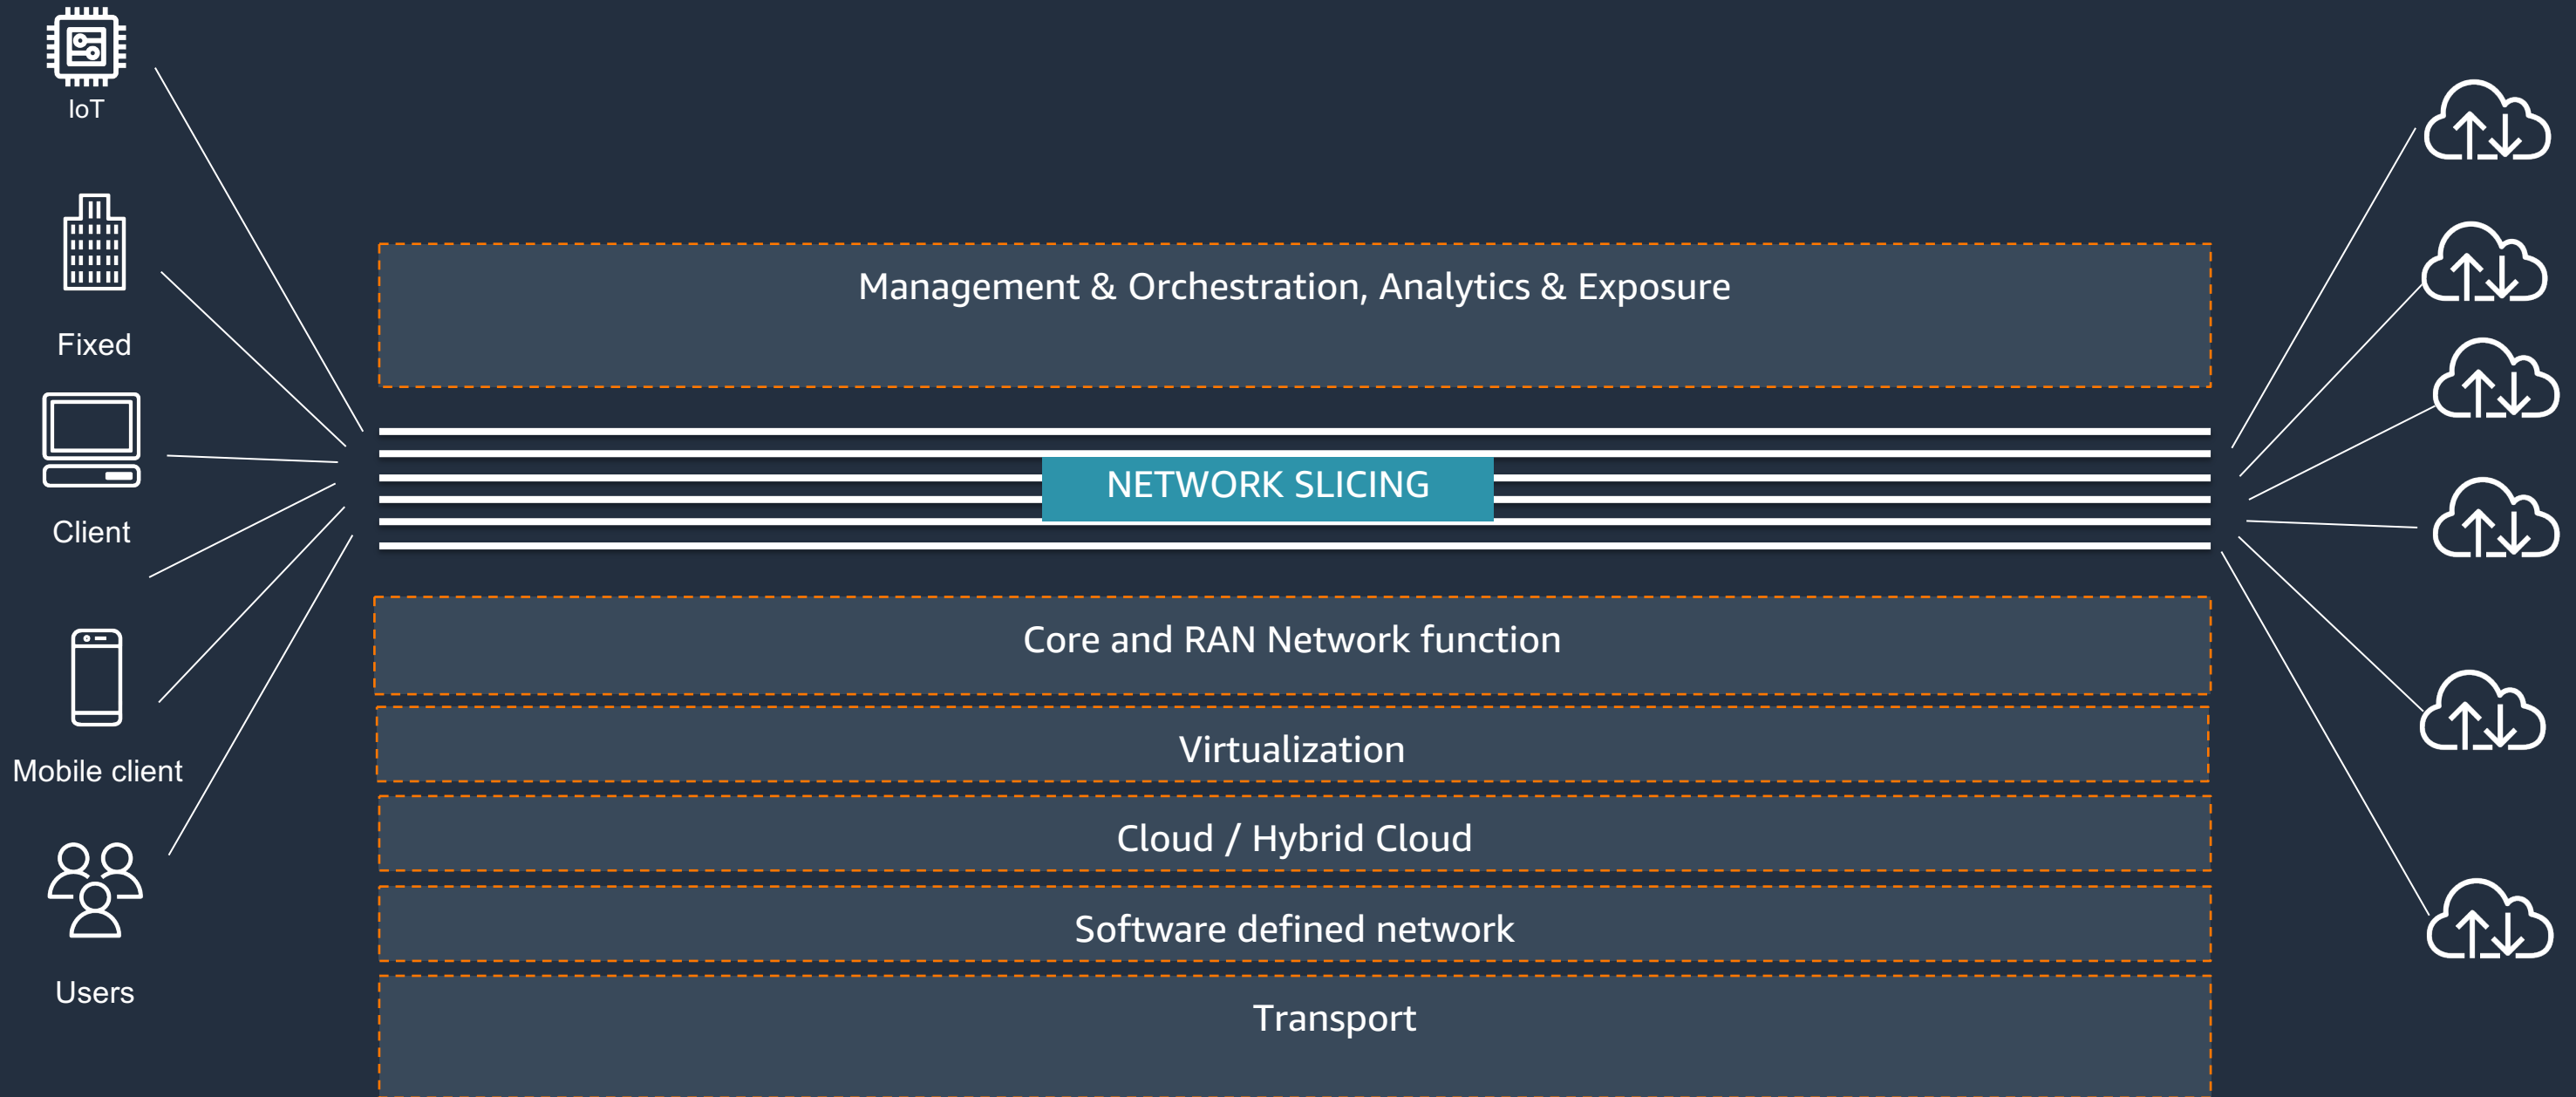 IoT
Fixed
Client
Mobile client
Users
Management & Orchestration, Analytics & Exposure
NETWORK SLICING
Core and RAN Network function
Virtualization
Cloud / Hybrid Cloud
Software defined network
Transport